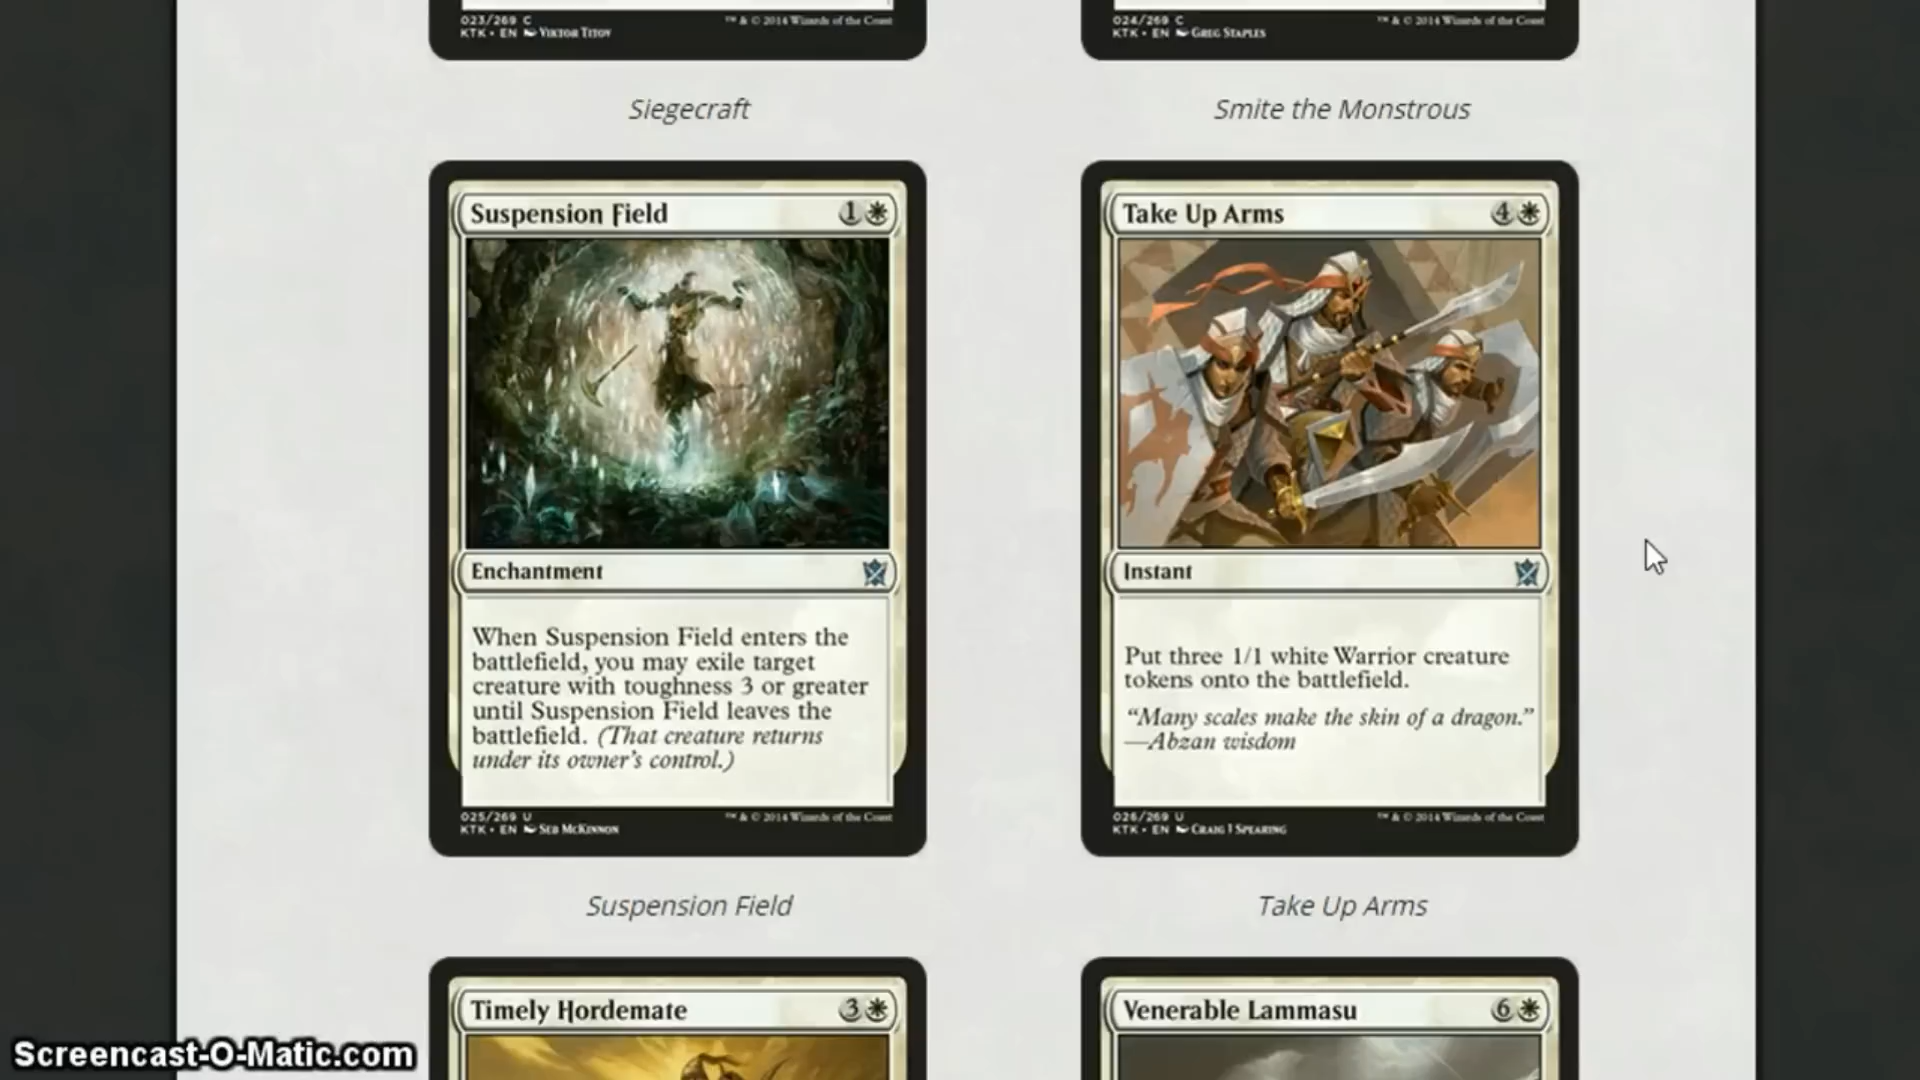 023/269 C
KTK • EN Viktor Titov
™ & © 2014 Wizards of the Coast
024/269 C
KTK • EN Greg Staples
™ & © 2014 Wizards of the Coast
Siegecraft
Smite the Monstrous
Suspension Field 1
Enchantment
When Suspension Field enters the
battlefield, you may exile target
creature with toughness 3 or greater
until Suspension Field leaves the
battlefield. (That creature returns
under its owner's control.)
025/269 U
KTK • EN Seb McKinnon
™ & © 2014 Wizards of the Coast
Take Up Arms 4
Instant
Put three 1/1 white Warrior creature
tokens onto the battlefield.
“Many scales make the skin of a dragon.”
—Abzan wisdom
026/269 U
KTK • EN Craig J Spearing
™ & © 2014 Wizards of the Coast
Suspension Field
Take Up Arms
Timely Hordemate 3
Venerable Lammasu 6
Screencast-O-Matic.com